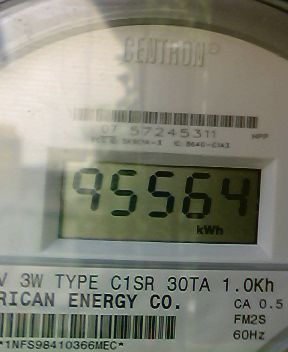 CENTRON®
07 57245311
HPP
95564
kWh
V 3W TYPE C1SR 30TA 1.0Kh
RICAN ENERGY CO.
CA 0.5
FM2S
60Hz
*1NFS98410366MEC*